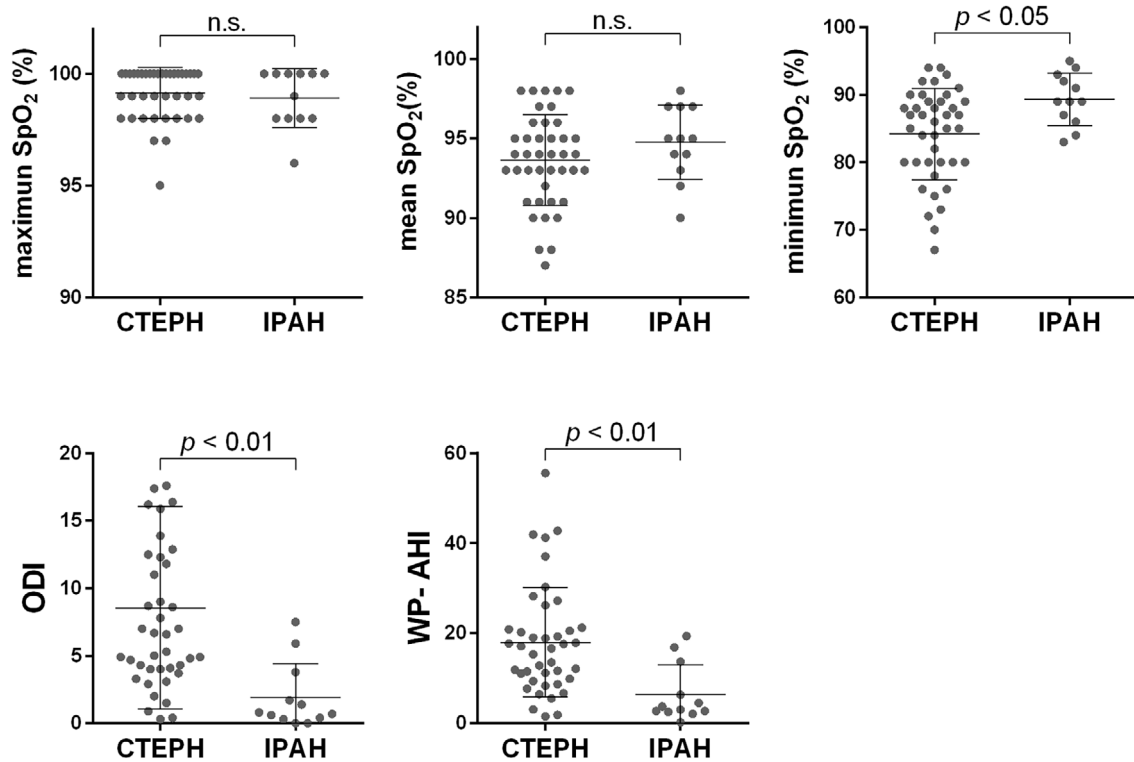 n.s.
maximun SpO2 (%)
100
95
90
CTEPH IPAH
n.s.
mean SpO2(%)
100
95
90
85
CTEPH IPAH
p < 0.05
minimun SpO2 (%)
100
90
80
70
60
CTEPH IPAH
p < 0.01
ODI
20
15
10
5
0
CTEPH IPAH
p < 0.01
WP- AHI
60
40
20
0
CTEPH IPAH